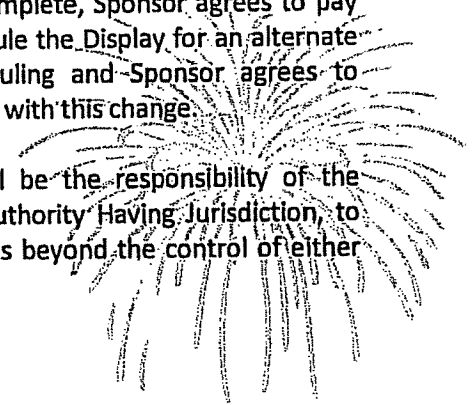 mplete, Sponsor agrees to pay
ule the Display for an alternate
uling and Sponsor agrees to
with this change.
l be the responsibility of the
uthority Having Jurisdiction, to
s beyond the control of either